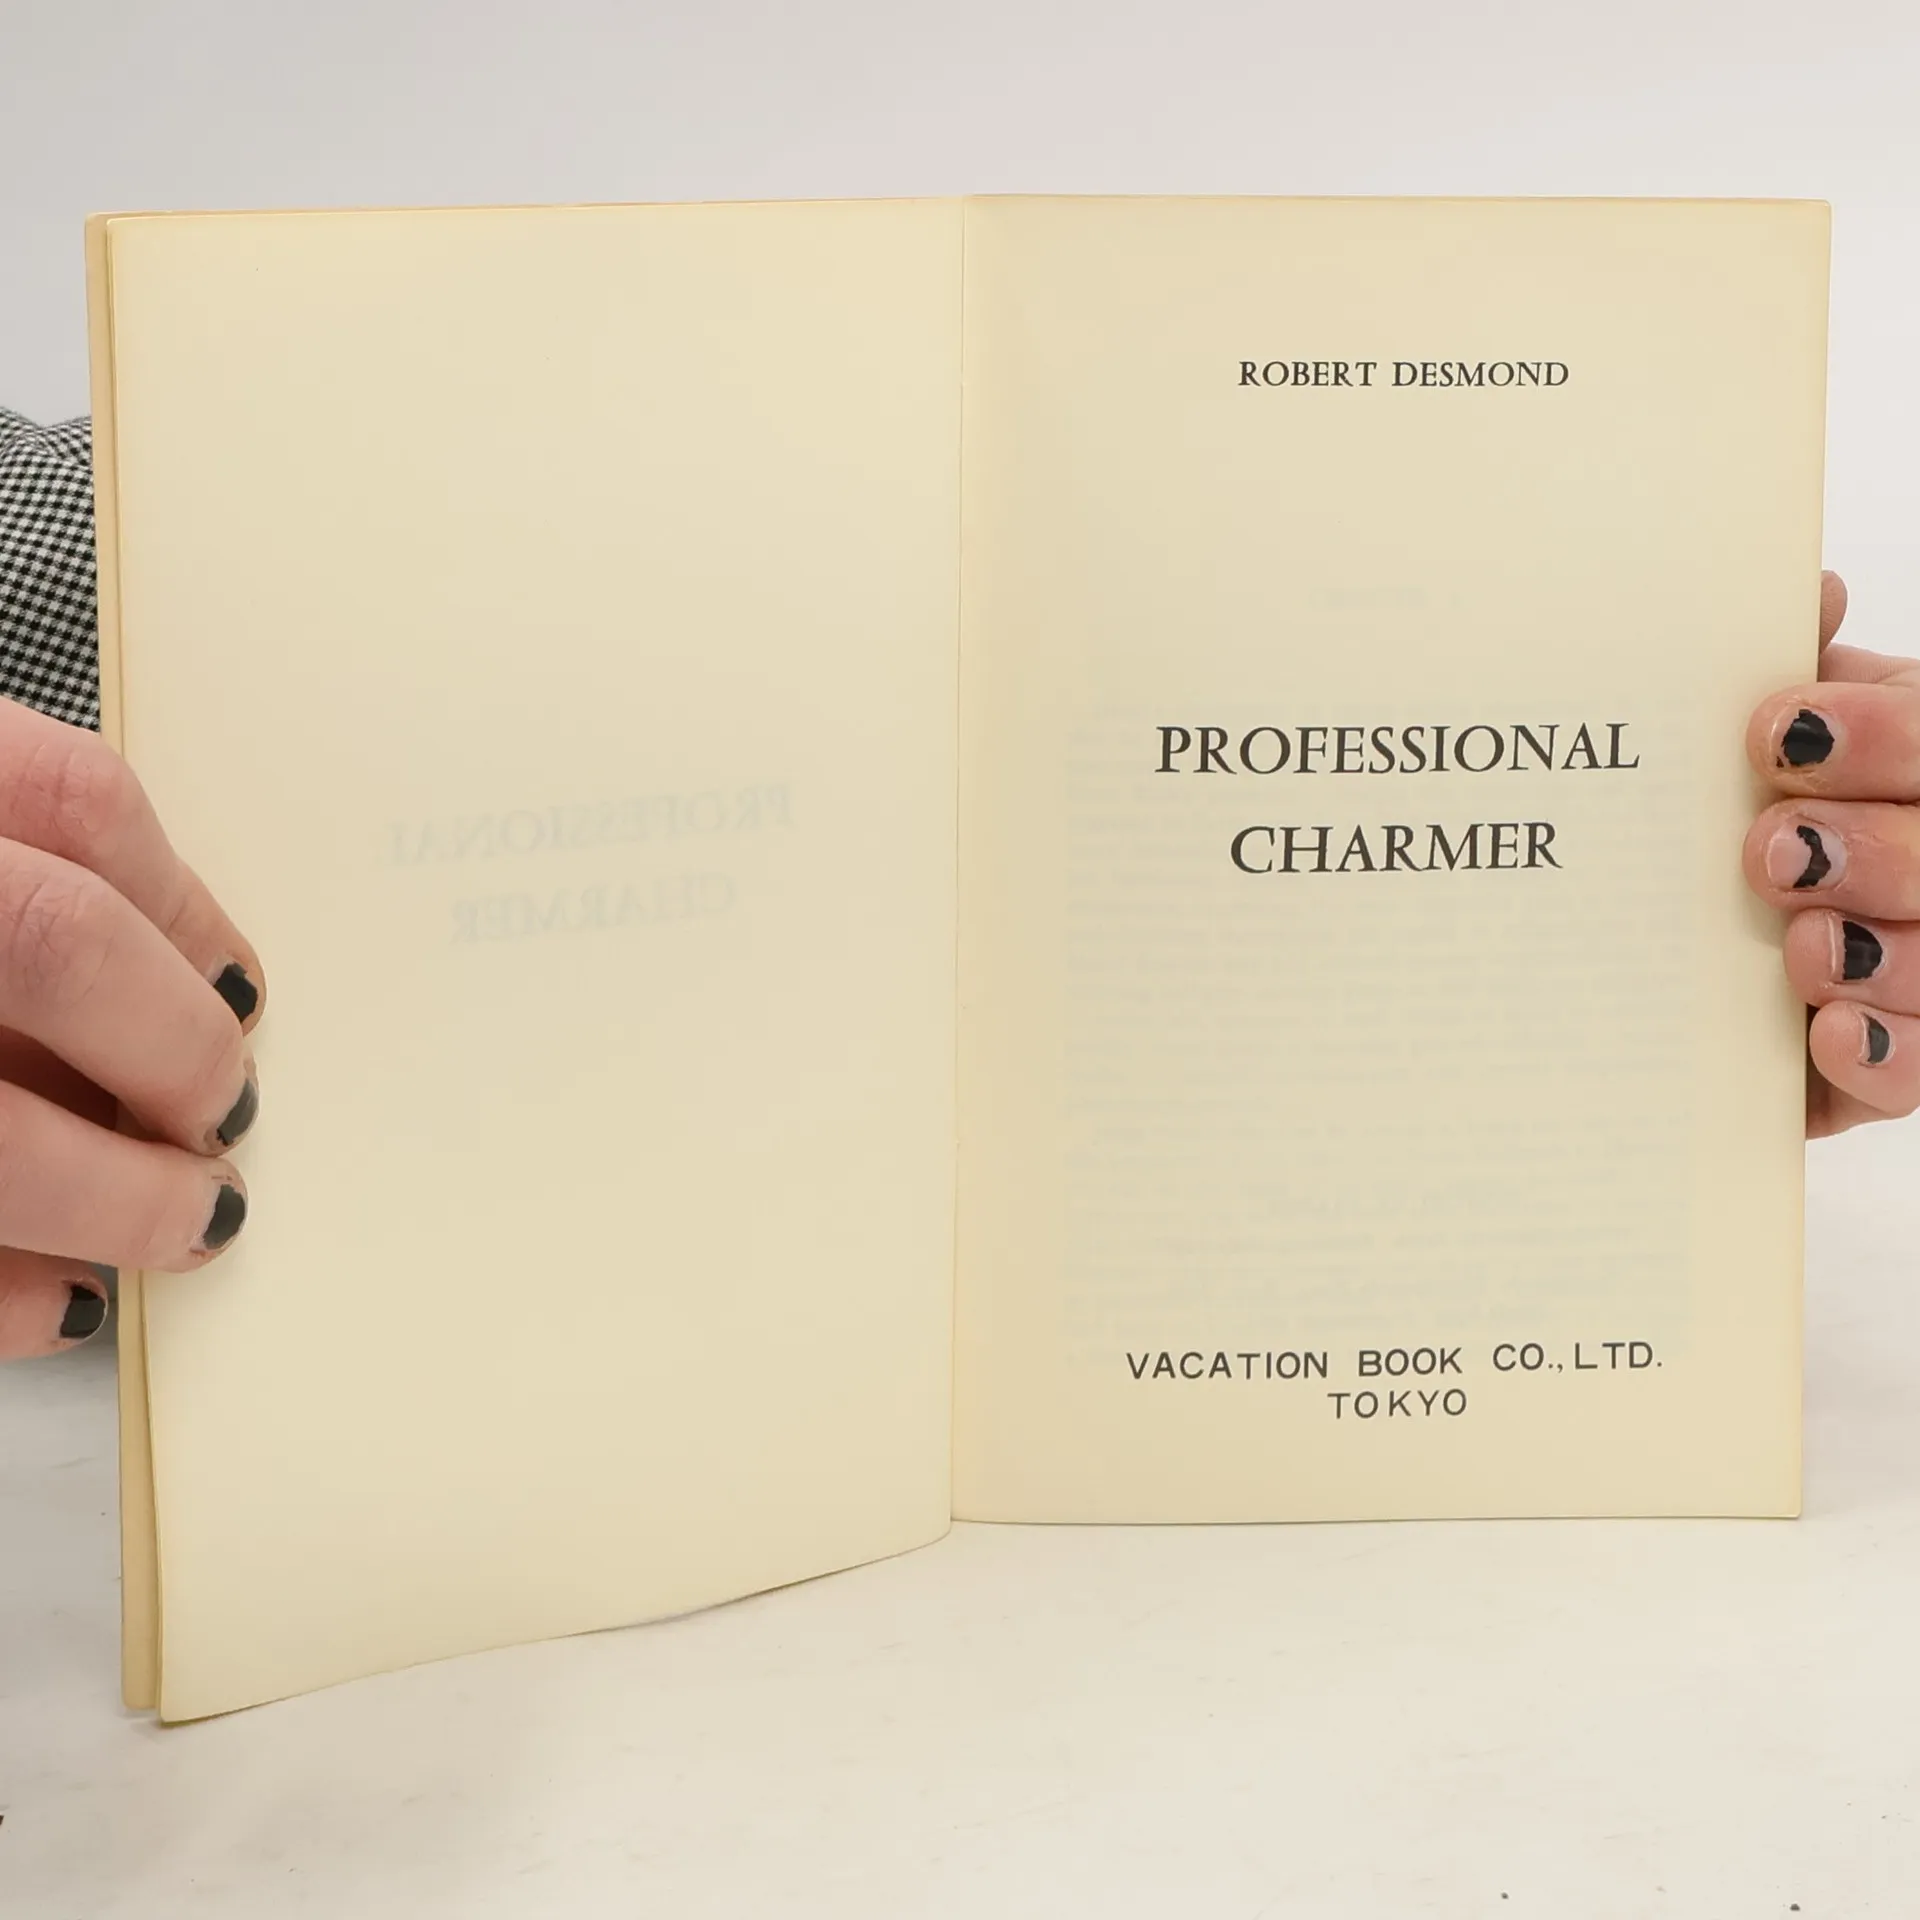 ROBERT DESMOND
PROFESSIONAL
CHARMER
VACATION BOOK CO., LTD.
TOKYO